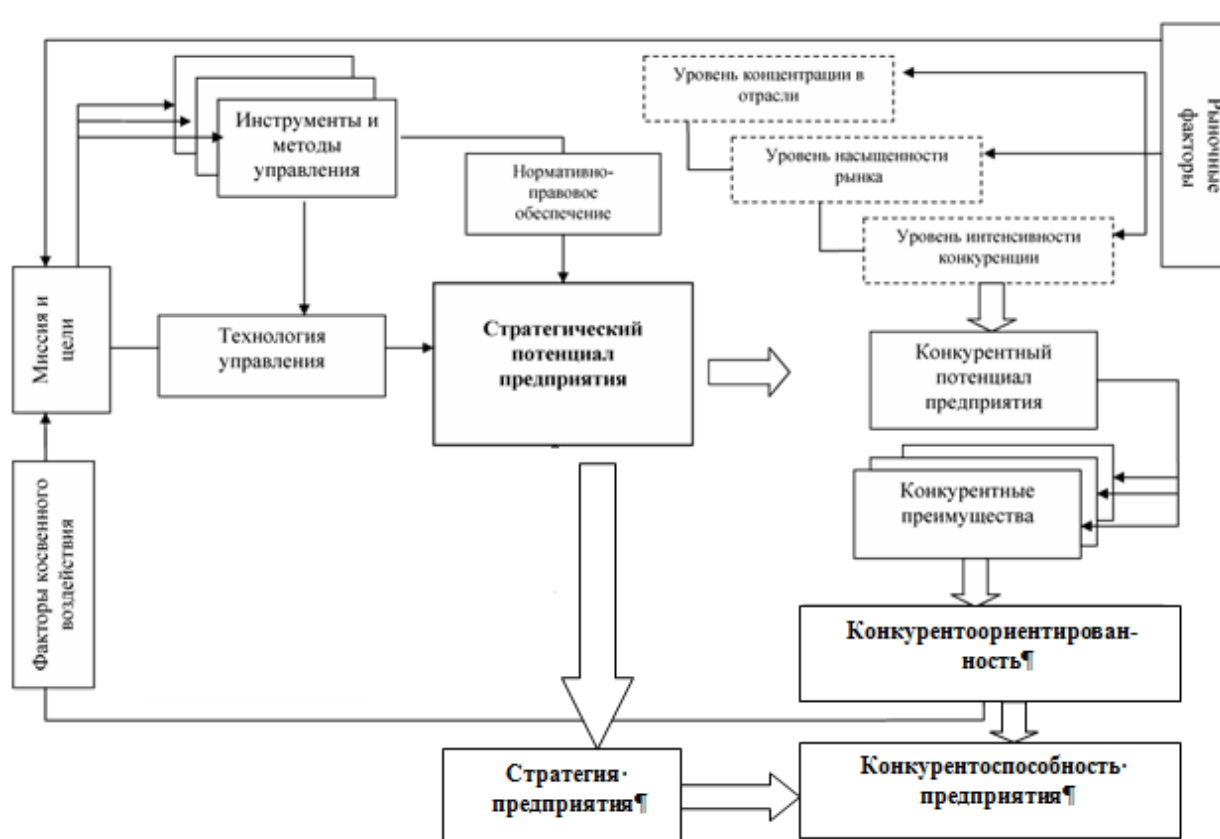 Уровень концентрации в
отрасли
Рыночные
факторы
Инструменты и
методы
управления
Уровень насыщенности
рынка
Нормативно-
правовое
обеспечение
Уровень интенсивности
конкуренции
Миссия и
цели
Технология
управления
Стратегический
потенциал
предприятия
Конкурентный
потенциал
предприятия
Факторы косвенного
воздействия
Конкурентные
преимущества
Конкурентоориентирован-
ность¶
Стратегия·
предприятия¶
Конкурентоспособность·
предприятия¶